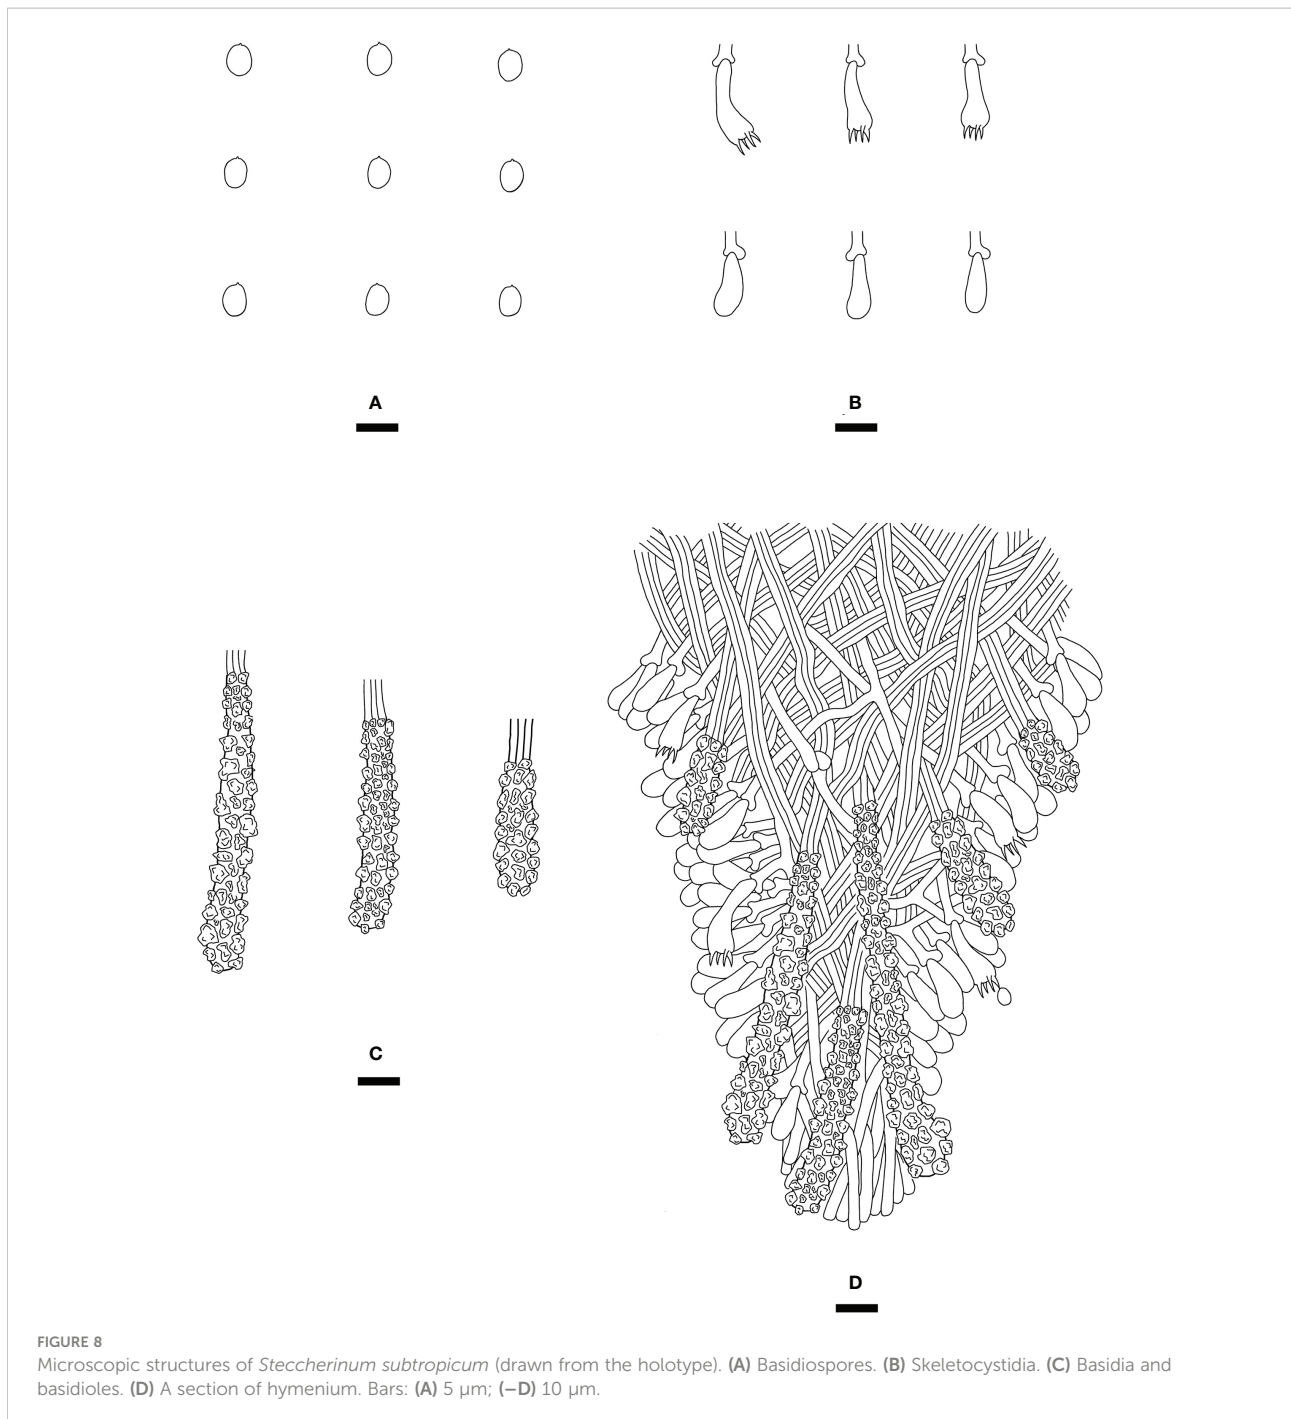 A
B
C
D
FIGURE 8
Microscopic structures of Steccherinum subtropicum (drawn from the holotype). (A) Basidiospores. (B) Skeletocystidia. (C) Basidia and
basidioles. (D) A section of hymenium. Bars: (A) 5 µm; (–D) 10 µm.